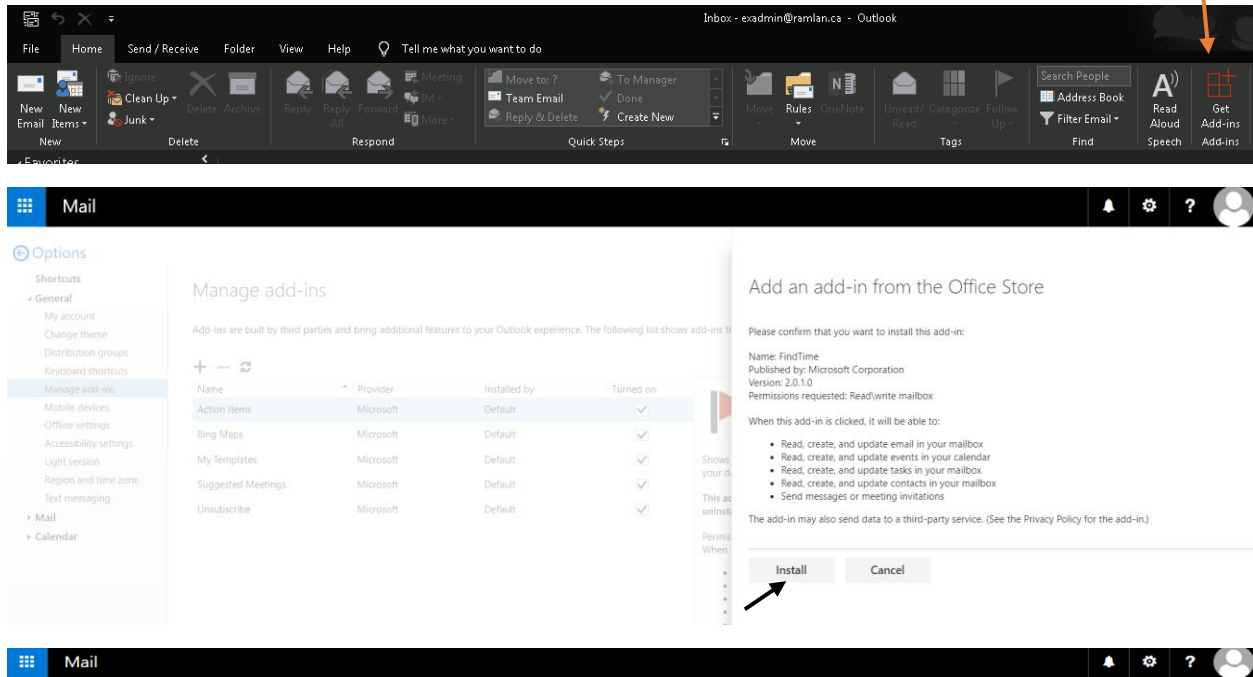 Inbox - exadmin@ramlan.ca - Outlook
File Home Send / Receive Folder View Help Tell me what you want to do
New Email
New Items
Ignore
Clean Up
Junk
Delete Archive
Reply Reply All Forward
Meeting
IM
More
Move to: ?
Team Email
Reply & Delete
To Manager
Done
Create New
Move Rules OneNote
Unread/ Read Categorize Follow Up
Search People
Address Book
Filter Email
Read Aloud
Get Add-ins
New Delete Respond Quick Steps Move Tags Find Speech Add-ins
Favorites
Mail
?
Options
Shortcuts
General
My account
Change theme
Distribution groups
Keyboard shortcuts
Manage add-ins
Mobile devices
Offline settings
Accessibility settings
Light version
Region and time zone
Text messaging
Mail
Calendar
Manage add-ins
Add-ins are built by third parties and bring additional features to your Outlook experience. The following list shows add-ins
Name Provider Installed by Turned on
Action Items Microsoft Default
Bing Maps Microsoft Default
My Templates Microsoft Default
Suggested Meetings Microsoft Default
Unsubscribe Microsoft Default
Shows
your
This
When
Add an add-in from the Office Store
Please confirm that you want to install this add-in:
Name: FindTime
Published by: Microsoft Corporation
Version: 2.0.1.0
Permissions requested: Read\write mailbox
When this add-in is clicked, it will be able to:
• Read, create, and update email in your mailbox
• Read, create, and update events in your calendar
• Read, create, and update tasks in your mailbox
• Read, create, and update contacts in your mailbox
• Send messages or meeting invitations
The add-in may also send data to a third-party service. (See the Privacy Policy for the add-in.)
Install Cancel
Mail
?